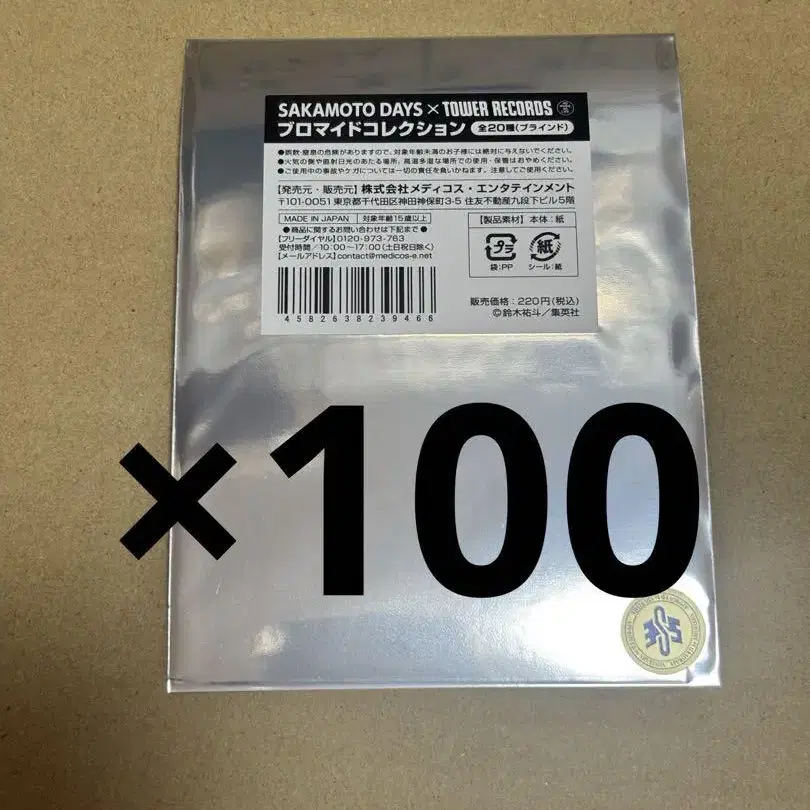 SAKAMOTO DAYS × TOWER RECORDS
ブロマイドコレクション 全20種(ブラインド)
●誤飲・窒息の危険がありますので、対象年齢未満のお子様には絶対に与えないでください。
●火気の側や直射日光のあたる場所、高温多湿な場所での使用・保管はおやめください。
●ご使用中の事故やケガについては一切の責任を負いかねます。注意してご使用ください。
【発売元・販売元】株式会社メディコス・エンタテインメント
〒101-0051 東京都千代田区神田神保町3-5 住友不動産九段下ビル5階
MADE IN JAPAN 対象年齢15歳以上
●商品に関するお問い合わせは下記まで●
【フリーダイヤル】0120-973-763
受付時間/10:00〜17:00(土日祝日除く)
【メールアドレス】contact@medicos-e.net
4582638239466
【製品素材】本体:紙
プラ 紙
袋:PP シール:紙
販売価格:220円(税込)
©鈴木祐斗/集英社
×100